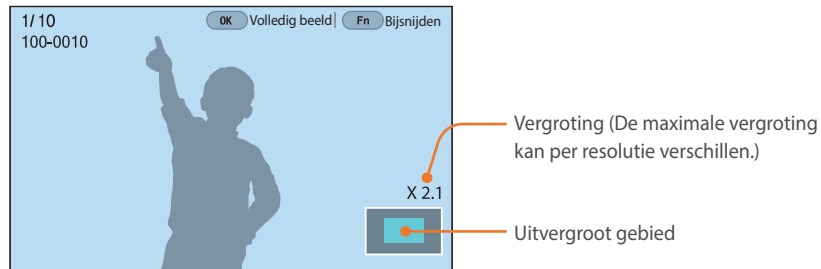 1/10 OK Volledig beeld | Fn Bijsnijden
100-0010
Vergroting (De maximale vergroting
kan per resolutie verschillen.)
X 2.1
Uitvergroot gebied